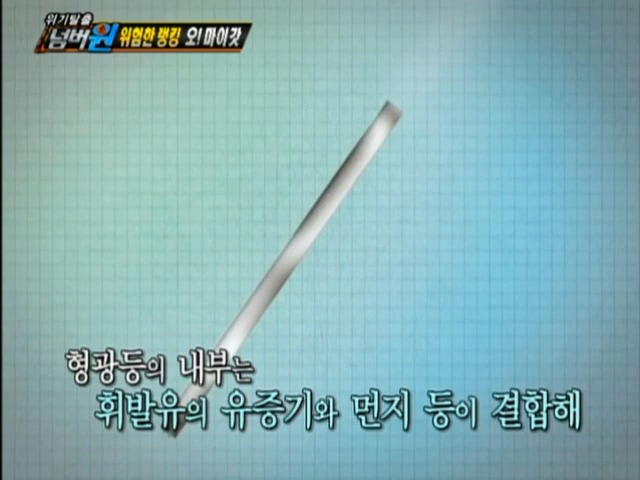 위기탈출
넘버원 위험한 랭킹 오! 마이갓
형광등의 내부는
휘발유의 유증기와 먼지 등이 결합해